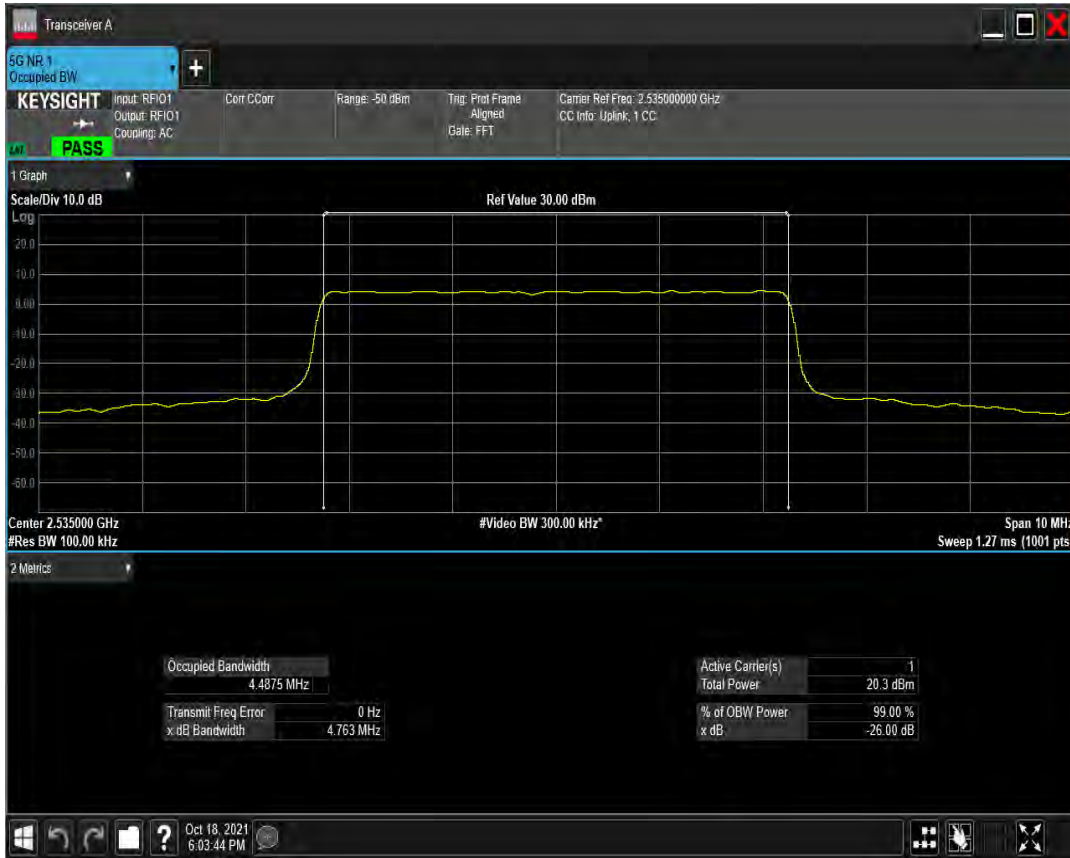 Transceiver A
5G NR 1
Occupied BW
+
KEYSIGHT
PASS
Input: RFIO1
Output: RFIO1
Coupling: AC
Corr CCorr
Range: -50 dBm
Trig: Prot Frame
Aligned
Gate: FFT
Carrier Ref Freq: 2.535000000 GHz
CC Info: Uplink, 1 CC
1 Graph
Scale/Div 10.0 dB
Ref Value 30.00 dBm
Log
20.0
10.0
0.00
-10.0
-20.0
-30.0
-40.0
-50.0
-60.0
Center 2.535000 GHz
#Video BW 300.00 kHz*
Span 10 MHz
#Res BW 100.00 kHz
Sweep 1.27 ms (1001 pts
2 Metrics
Occupied Bandwidth
4.4875 MHz
Transmit Freq Error 0 Hz
x dB Bandwidth 4.763 MHz
Active Carrier(s) 1
Total Power 20.3 dBm
% of OBW Power 99.00 %
x dB -26.00 dB
?
Oct 18, 2021
6:03:44 PM